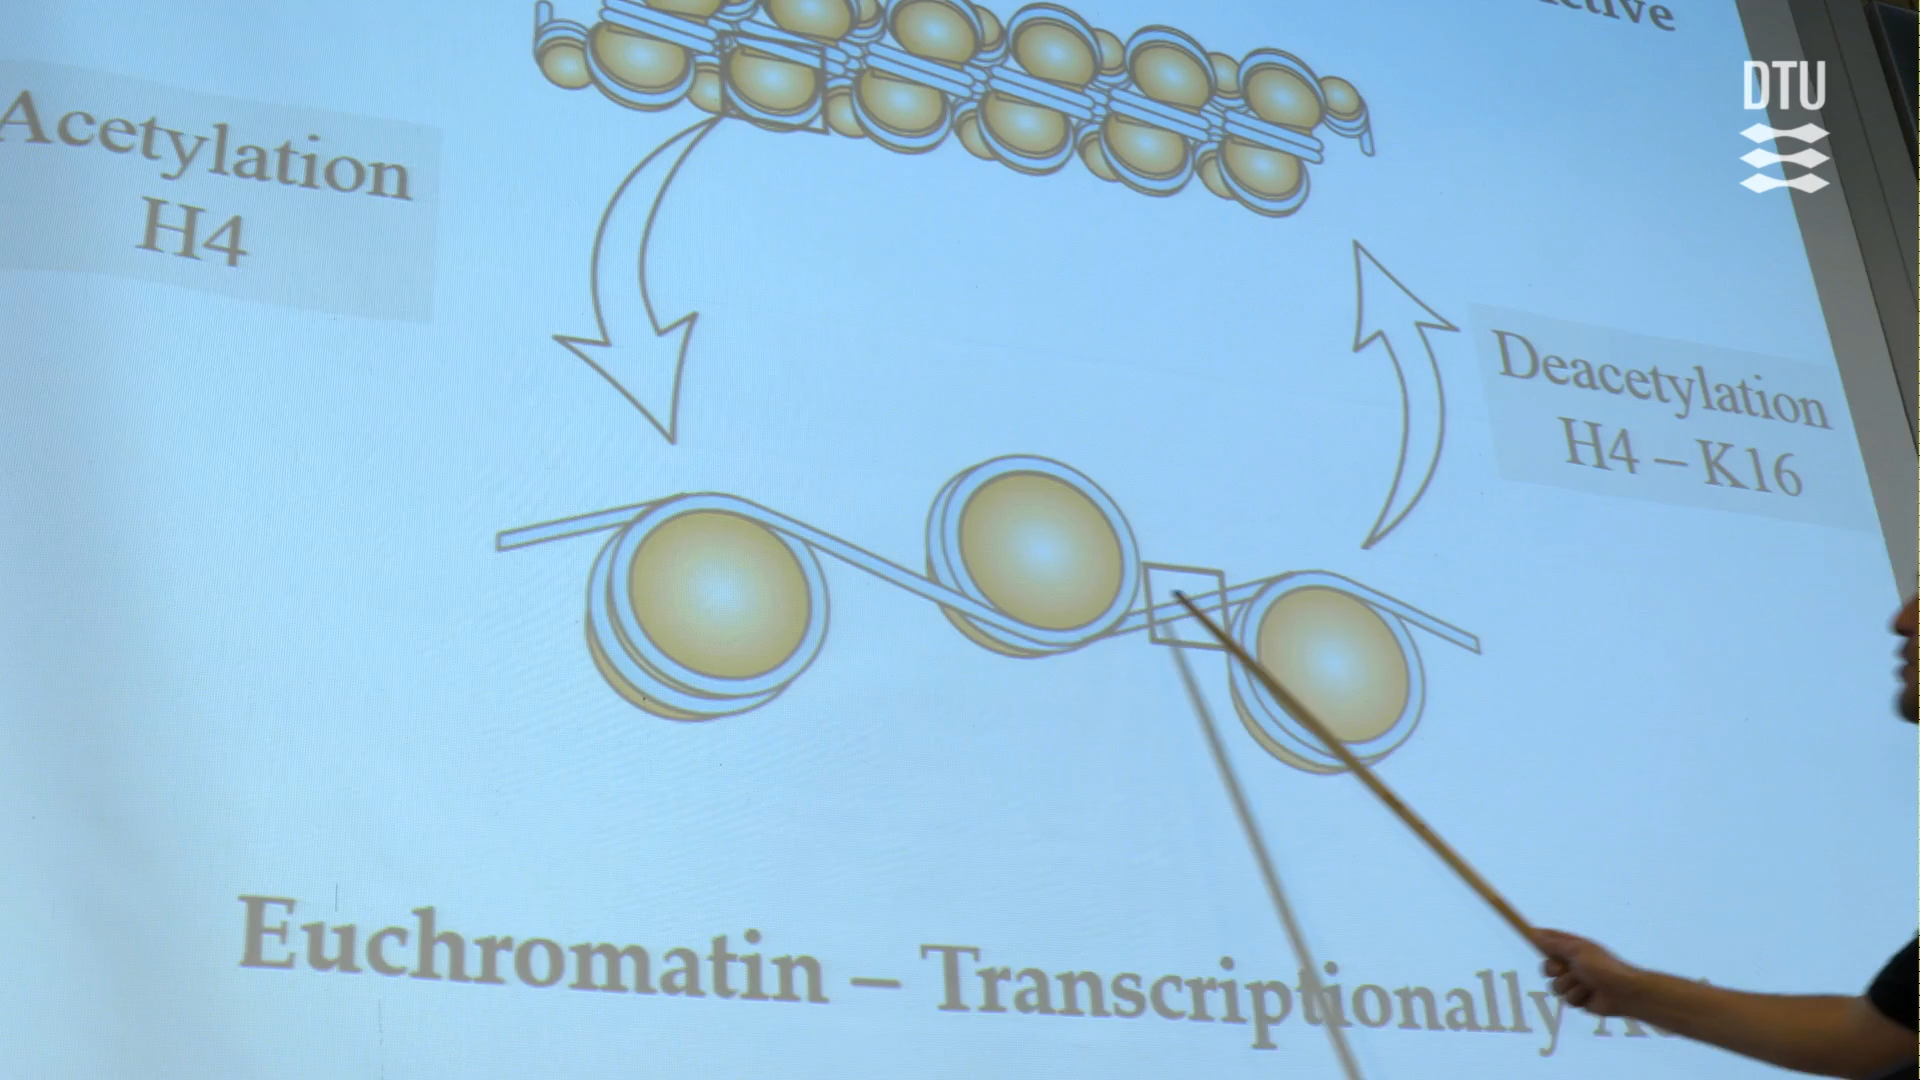 DTU
Acetylation
H4
Deacetylation
H4 – K16
Euchromatin – Transcriptionally